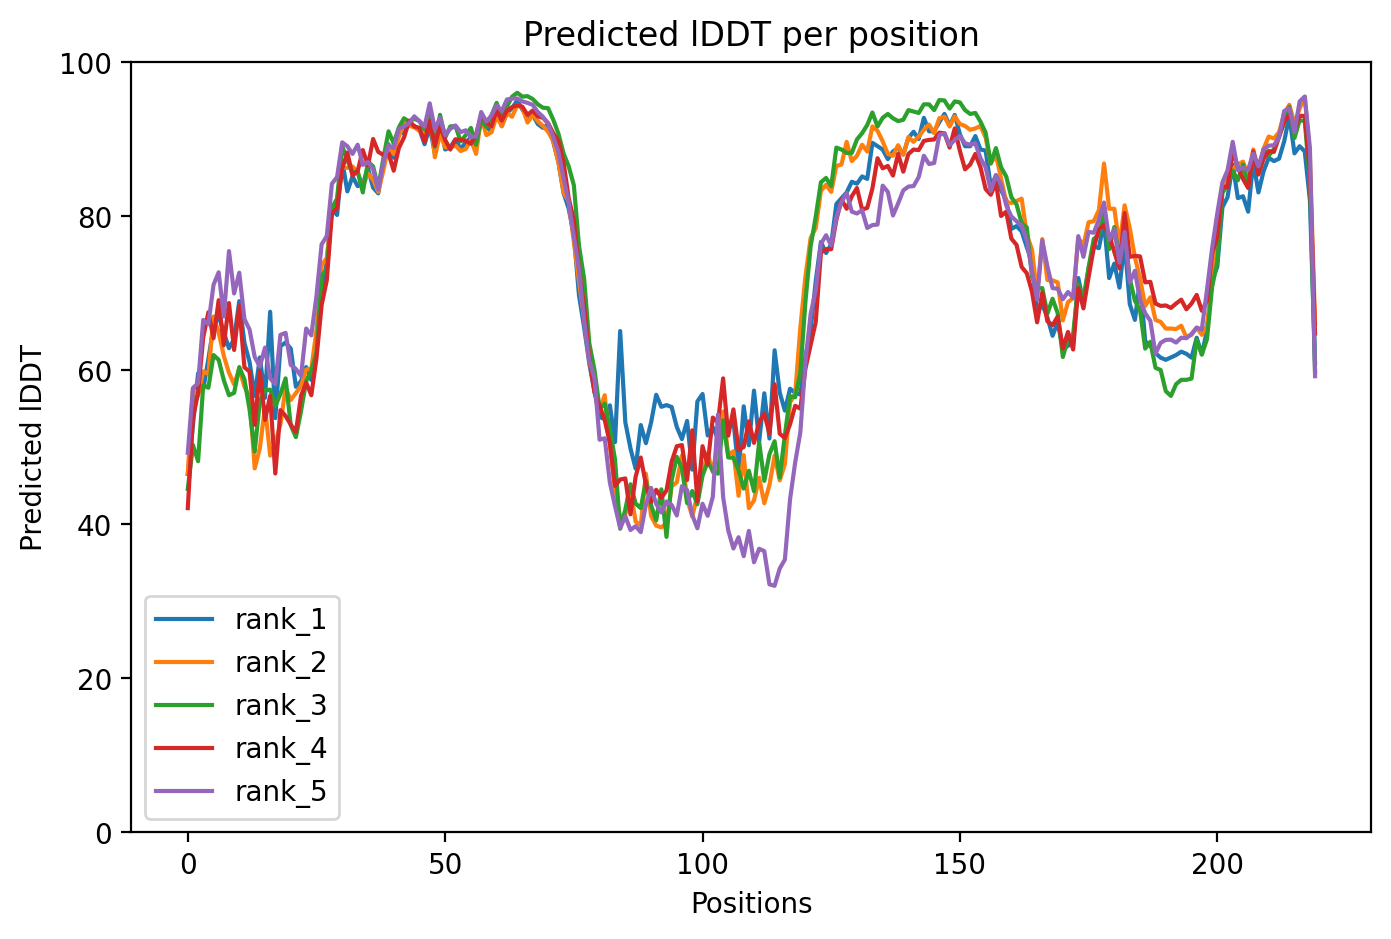 Predicted lDDT per position
100
80
60
40
20
0
Predicted lDDT
rank_1
rank_2
rank_3
rank_4
rank_5
0 50 100 150 200
Positions